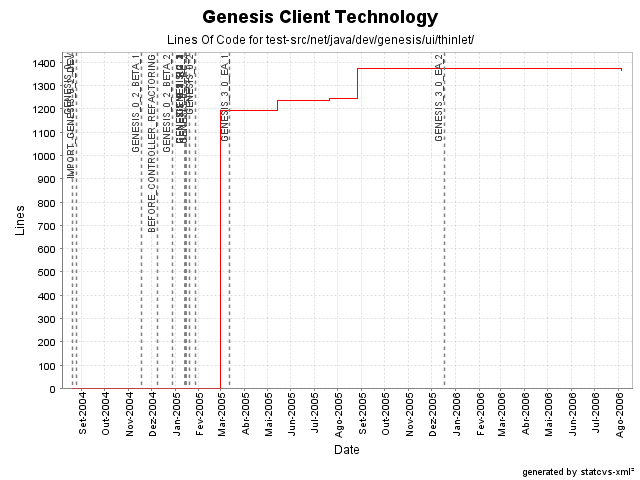 Genesis Client Technology
Lines Of Code for test-src/net/java/dev/genesis/ui/thinlet/
Lines
1400
1300
1200
1100
1000
900
800
700
600
500
400
300
200
100
0
GENESIS_0_2_BETA_1
BEFORE_CONTROLLER_REFACTORING
GENESIS_0_2_BETA_2
GENESIS_3_0_EA_1
GENESIS_3_0_EA_2
Set-2004
Out-2004
Nov-2004
Dez-2004
Jan-2005
Fev-2005
Mar-2005
Abr-2005
Mai-2005
Jun-2005
Jul-2005
Ago-2005
Set-2005
Out-2005
Nov-2005
Dez-2005
Jan-2006
Fev-2006
Mar-2006
Abr-2006
Mai-2006
Jun-2006
Jul-2006
Ago-2006
Date
generated by statcvs-xml²